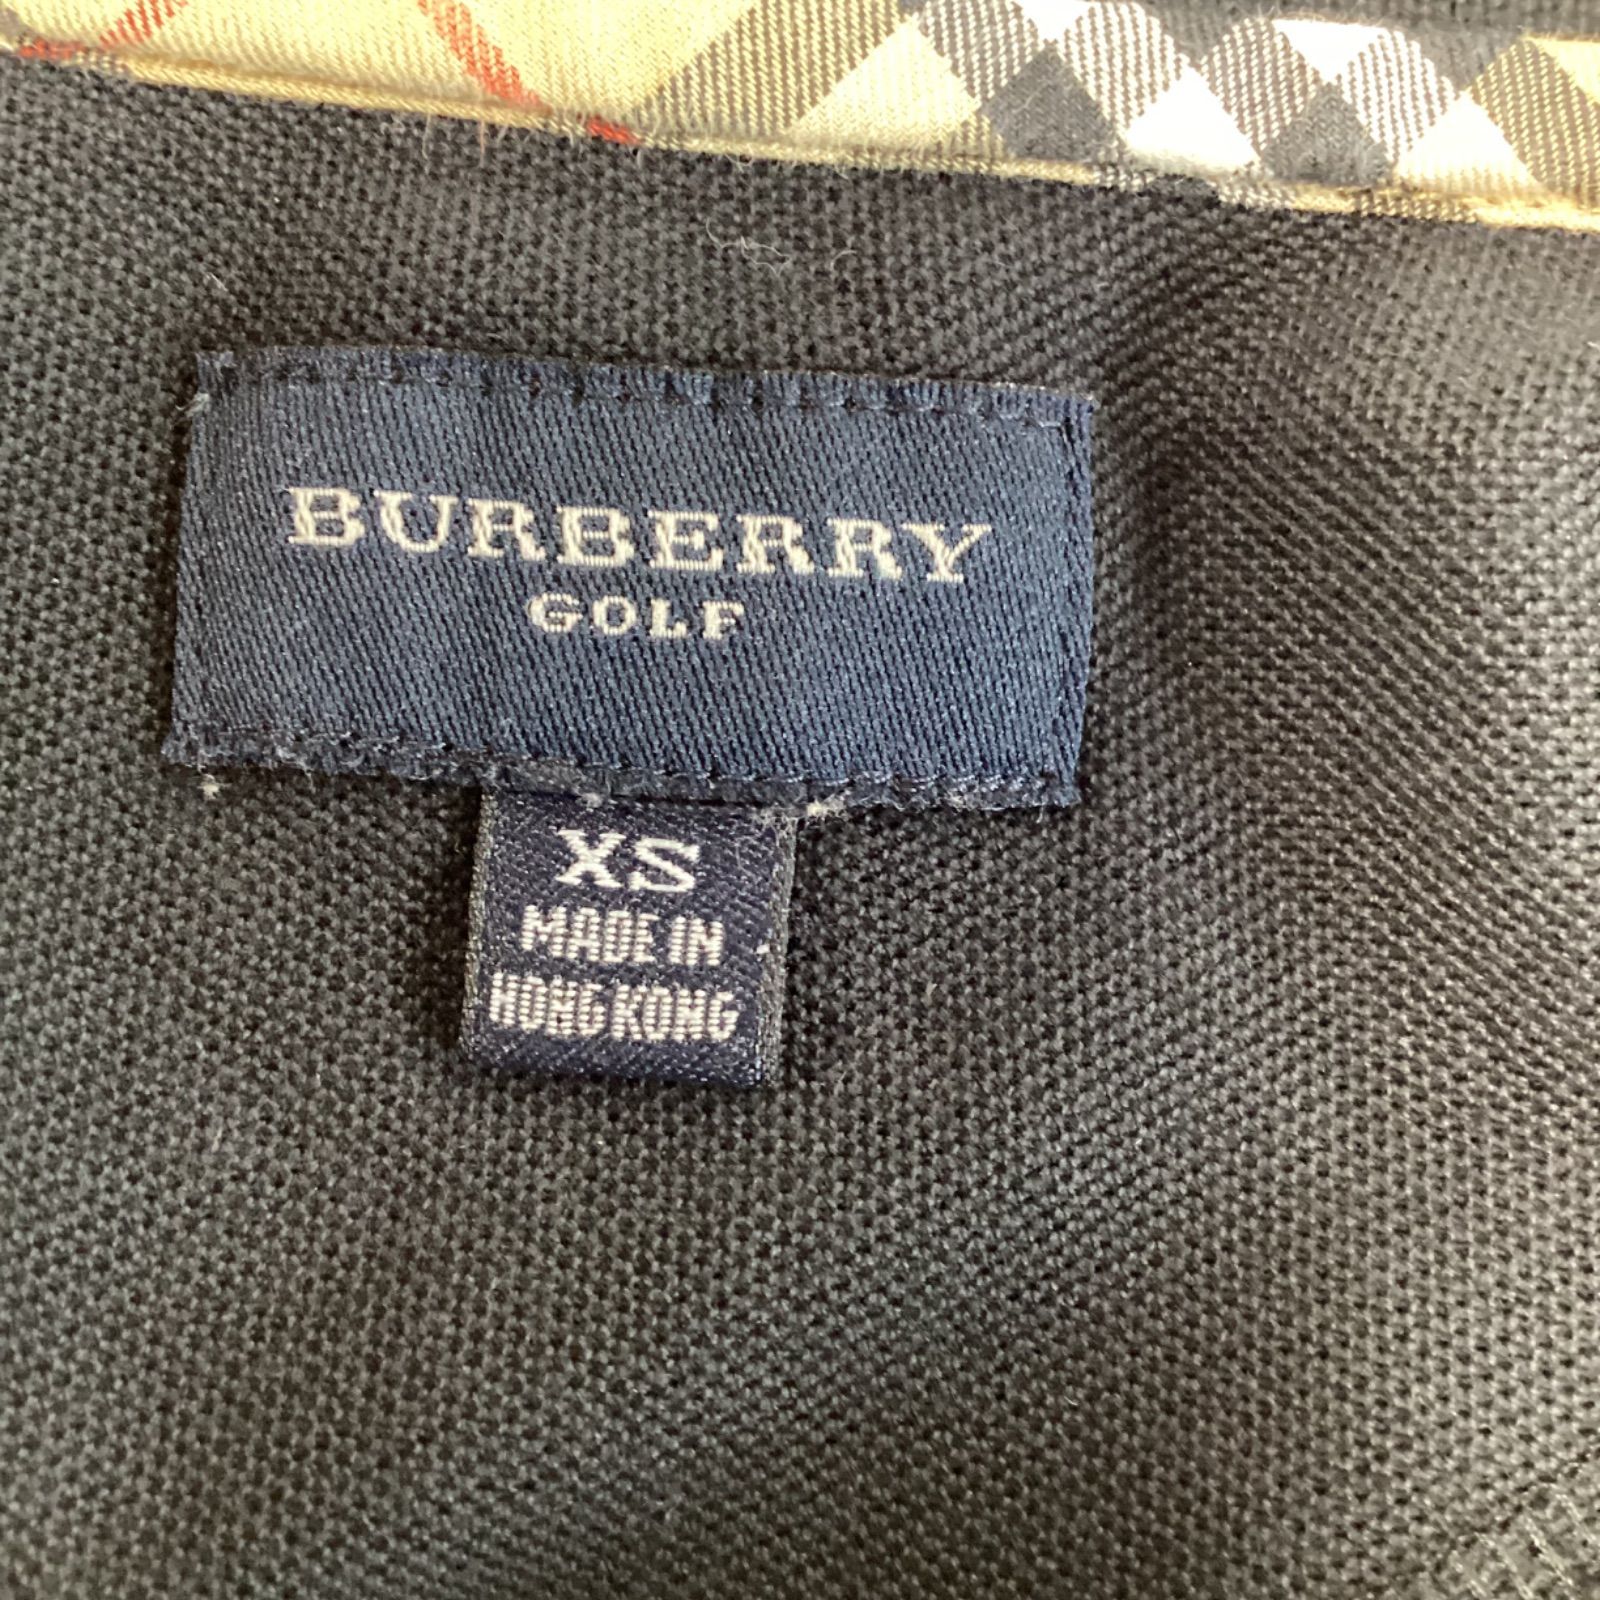 BURBERRY
GOLF
XS
MADE IN
HONG KONG